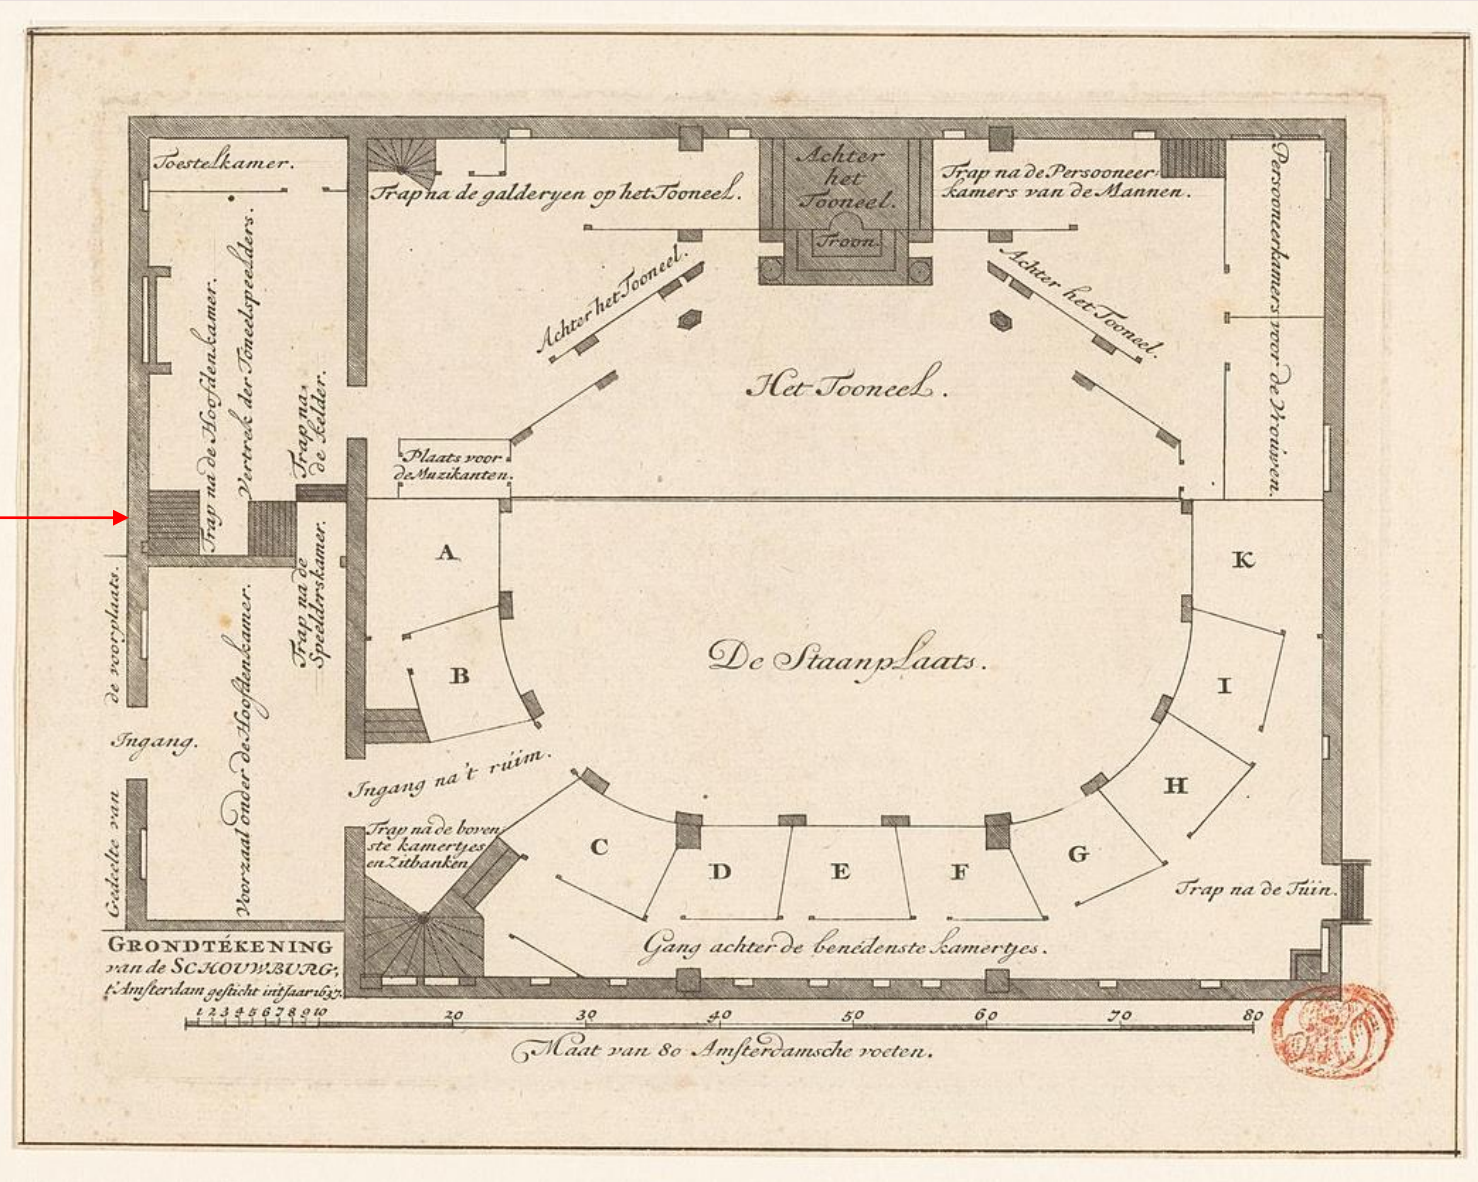 Toestelkamer.
Trap na de galderyen op het Tooneel.
Achter
het
Tooneel.
Troon.
Trap na de Persooneer-
kamers van de Mannen.
Persooneerkamers voor de Vrouwen.
Achter het Tooneel.
Achter het Tooneel.
Trap na de Hoofdenkamer.
Vertrek der Toneelspeelders.
Trap na
de kelder.
Het Tooneel.
Plaats voor
de Muzikanten.
A
K
Trap na de
Speelderskamer.
B
De Staanplaats.
I
Gedeelte van de voorplaats.
Ingang.
Voorzaal onder de Hoofdenkamer.
Ingang na't ruim.
H
Trap na de boven-
ste kamertjes
en Zitbanken
C
D
E
F
G
Trap na de Tuin.
Gang achter de benédenste kamertjes.
GRONDTÉKENING
van de SCHOUWBURG,
t'Amsterdam gesticht in't Jaar 1637.
1 2 3 4 5 6 7 8 9 10 20 30 40 50 60 70 80
Maat van 80 Amsterdamsche voeten.